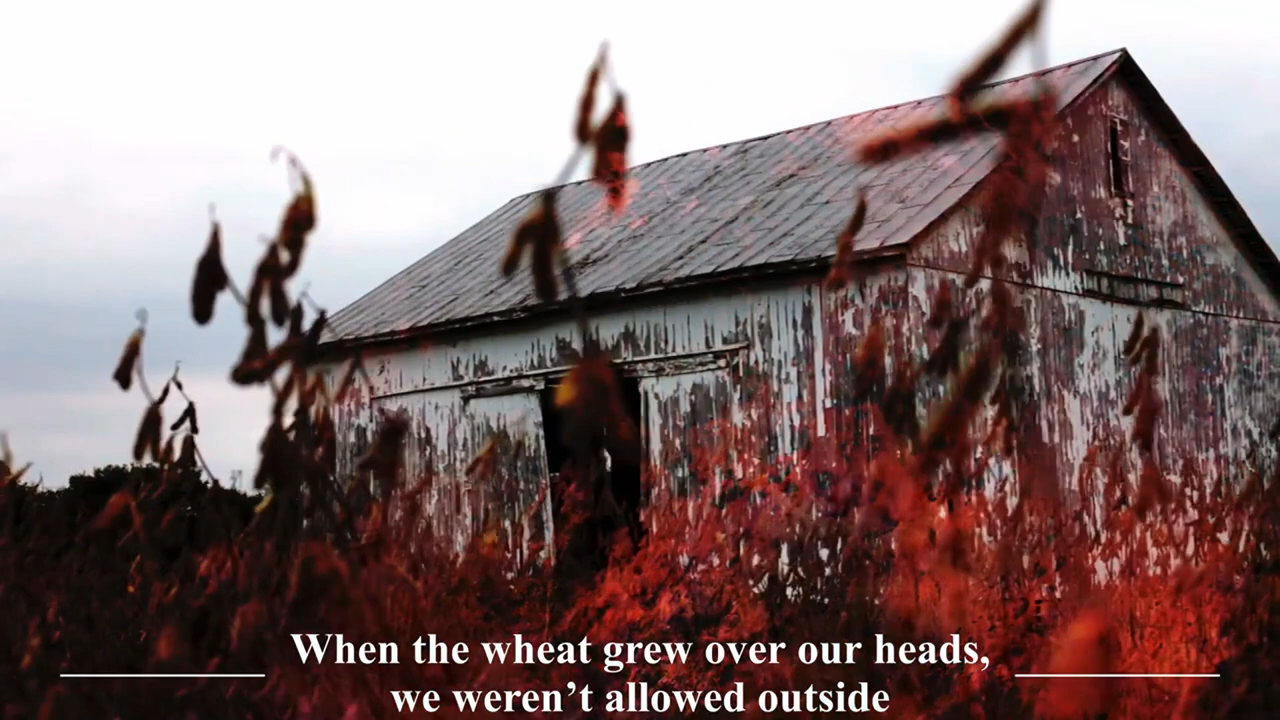 When the wheat grew over our heads,
we weren’t allowed outside